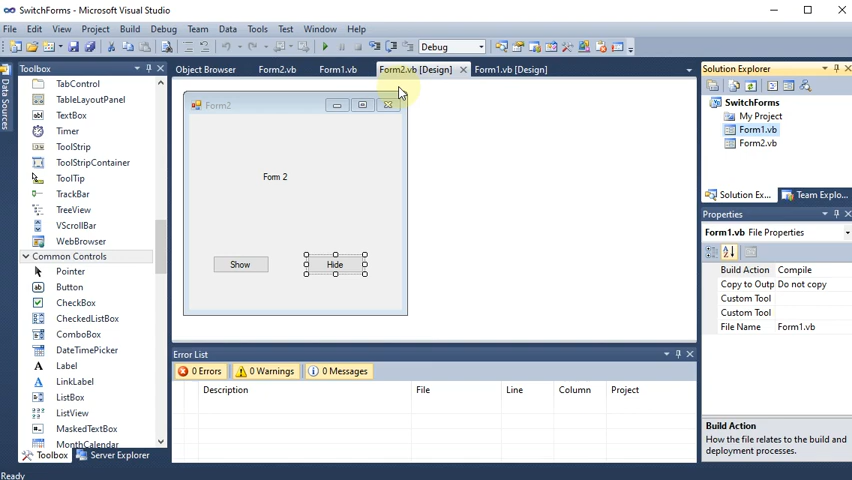 SwitchForms - Microsoft Visual Studio
File Edit View Project Build Debug Team Data Tools Test Window Help
Debug
Toolbox
Object Browser Form2.vb Form1.vb Form2.vb [Design] Form1.vb [Design]
Solution Explorer
Data Sources
TabControl
TableLayoutPanel
TextBox
Timer
ToolStrip
ToolStripContainer
ToolTip
TrackBar
TreeView
VScrollBar
WebBrowser
Common Controls
Pointer
Button
CheckBox
CheckedListBox
ComboBox
DateTimePicker
Label
LinkLabel
ListBox
ListView
MaskedTextBox
MonthCalendar
Toolbox Server Explorer
Form2
Form 2
Show Hide
Error List
0 Errors 0 Warnings 0 Messages
Description File Line Column Project
SwitchForms
My Project
Form1.vb
Form2.vb
Solution Ex... Team Explo...
Properties
Form1.vb File Properties
Build Action Compile
Copy to Outp Do not copy
Custom Tool
Custom Tool
File Name Form1.vb
Build Action
How the file relates to the build and
deployment processes.
Ready